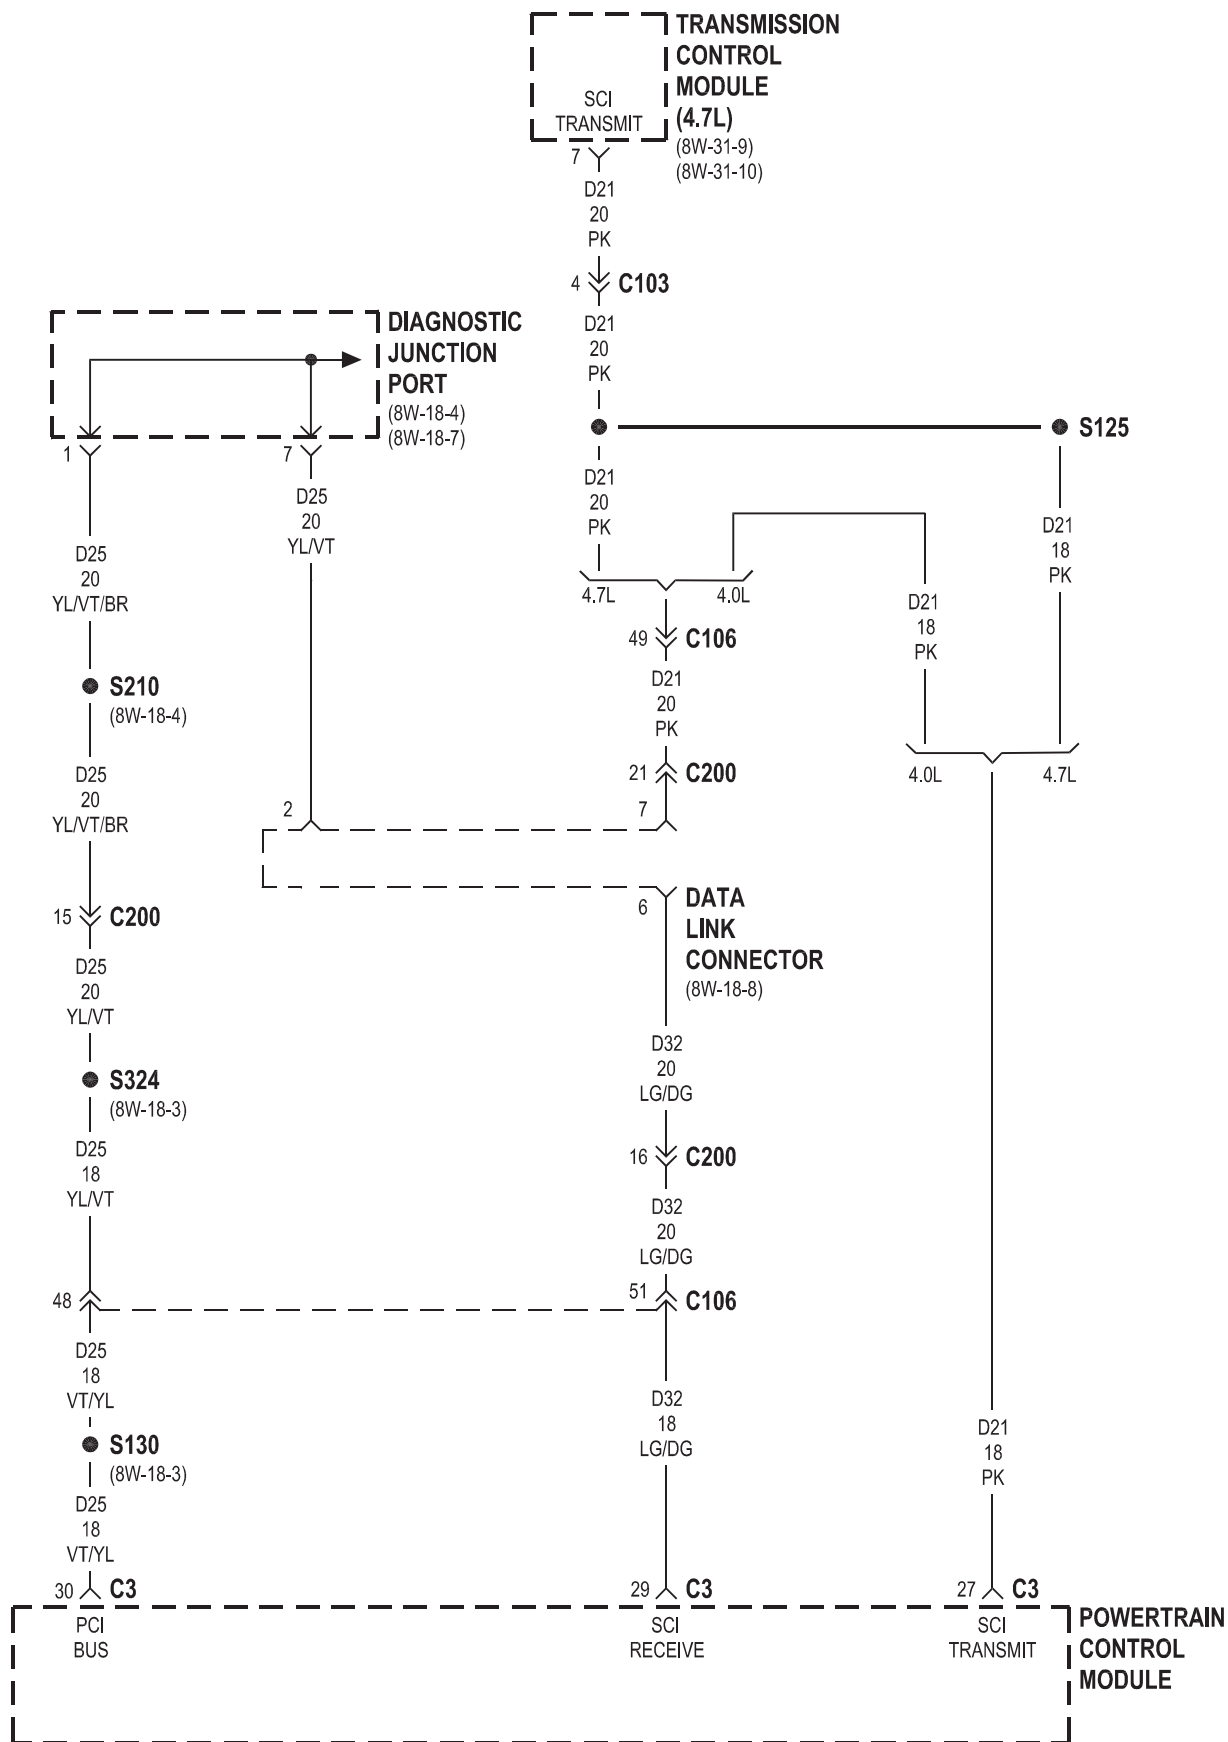 TRANSMISSION
CONTROL
MODULE
(4.7L)
(8W-31-9)
(8W-31-10)
SCI
TRANSMIT
7
D21
20
PK
4
C103
D21
20
PK
DIAGNOSTIC
JUNCTION
PORT
(8W-18-4)
(8W-18-7)
1
7
S125
D21
20
PK
D25
20
YL/VT
D21
18
PK
D25
20
YL/VT/BR
4.7L
4.0L
D21
18
PK
49
C106
S210
(8W-18-4)
D21
20
PK
D25
20
YL/VT/BR
21
C200
4.0L
4.7L
2
7
15
C200
6
DATA
LINK
CONNECTOR
(8W-18-8)
D25
20
YL/VT
D32
20
LG/DG
S324
(8W-18-3)
D25
18
YL/VT
16
C200
D32
20
LG/DG
48
51
C106
D25
18
VT/YL
D32
18
LG/DG
D21
18
PK
S130
(8W-18-3)
D25
18
VT/YL
30
C3
29
C3
27
C3
PCI
BUS
SCI
RECEIVE
SCI
TRANSMIT
POWERTRAIN
CONTROL
MODULE